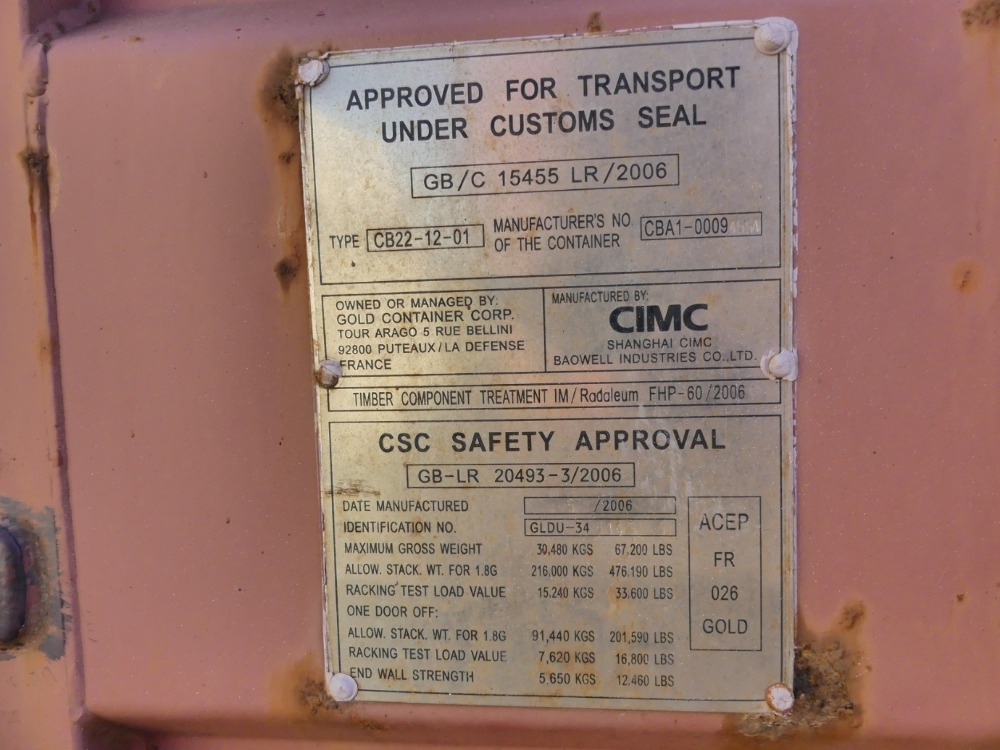 APPROVED FOR TRANSPORT
UNDER CUSTOMS SEAL
GB/C 15455 LR/2006
TYPE CB22-12-01 MANUFACTURER'S NO. OF THE CONTAINER CBA1-0009
OWNED OR MANAGED BY:
GOLD CONTAINER CORP.
TOUR ARAGO 5 RUE BELLINI
92800 PUTEAUX/LA DEFENSE
FRANCE
MANUFACTURED BY:
CIMC
SHANGHAI CIMC
BAOWELL INDUSTRIES CO.,LTD.
TIMBER COMPONENT TREATMENT IM/Radaleum FHP-60/2006
CSC SAFETY APPROVAL
GB-LR 20493-3/2006
DATE MANUFACTURED /2006
IDENTIFICATION NO. GLDU-34
MAXIMUM GROSS WEIGHT 30,480 KGS 67,200 LBS
ALLOW. STACK. WT. FOR 1.8G 216,000 KGS 476,190 LBS
RACKING TEST LOAD VALUE 15,240 KGS 33,600 LBS
ONE DOOR OFF:
ALLOW. STACK. WT. FOR 1.8G 91,440 KGS 201,590 LBS
RACKING TEST LOAD VALUE 7,620 KGS 16,800 LBS
END WALL STRENGTH 5,650 KGS 12,460 LBS
ACEP
FR
026
GOLD